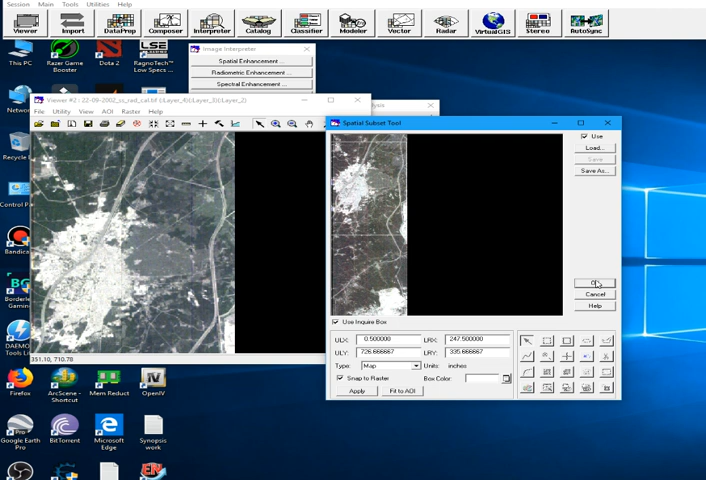 Session Main Tools Utilities Help
Viewer Import DataPrep Composer Interpreter Catalog Classifier Modeler Vector Radar VirtualGIS Stereo AutoSync
This PC
Razer Game Booster
Dota 2
RagnoTech™ Low Specs ...
Image Interpreter
Spatial Enhancement ...
Radiometric Enhancement ...
Spectral Enhancement ...
Viewer #2 : 22-09-2002_ss_rad_cal.tif (:Layer_4)(:Layer_3)(:Layer_2)
File Utility View AOI Raster Help
Spatial Subset Tool
Use
Load...
Save
Save As...
Cancel
Help
Use Inquire Box
ULX: 0.500000 LRX: 247.500000
ULY: 726.666667 LRY: 335.666667
Type: Map Units: inches
Snap to Raster Box Color:
Apply Fit to AOI
351.10, 710.78
Firefox
ArcScene - Shortcut
Mem Reduct
OpenIV
Google Earth Pro
BitTorrent
Microsoft Edge
Synopsis work